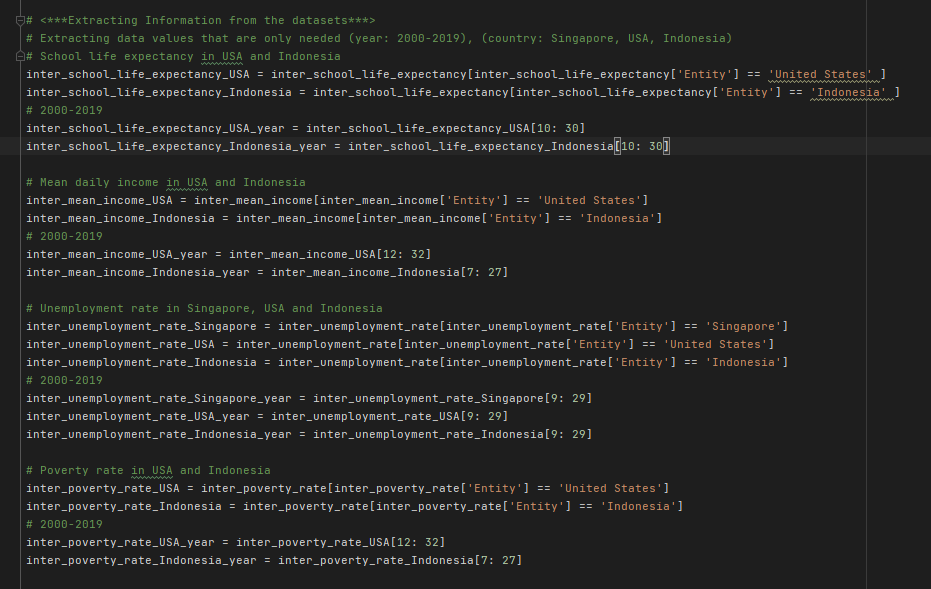 # <***Extracting Information from the datasets***>
# Extracting data values that are only needed (year: 2000-2019), (country: Singapore, USA, Indonesia)
# School life expectancy in USA and Indonesia
inter_school_life_expectancy_USA = inter_school_life_expectancy[inter_school_life_expectancy['Entity'] == 'United States' ]
inter_school_life_expectancy_Indonesia = inter_school_life_expectancy[inter_school_life_expectancy['Entity'] == 'Indonesia' ]
# 2000-2019
inter_school_life_expectancy_USA_year = inter_school_life_expectancy_USA[10: 30]
inter_school_life_expectancy_Indonesia_year = inter_school_life_expectancy_Indonesia[10: 30]
# Mean daily income in USA and Indonesia
inter_mean_income_USA = inter_mean_income[inter_mean_income['Entity'] == 'United States']
inter_mean_income_Indonesia = inter_mean_income[inter_mean_income['Entity'] == 'Indonesia']
# 2000-2019
inter_mean_income_USA_year = inter_mean_income_USA[12: 32]
inter_mean_income_Indonesia_year = inter_mean_income_Indonesia[7: 27]
# Unemployment rate in Singapore, USA and Indonesia
inter_unemployment_rate_Singapore = inter_unemployment_rate[inter_unemployment_rate['Entity'] == 'Singapore']
inter_unemployment_rate_USA = inter_unemployment_rate[inter_unemployment_rate['Entity'] == 'United States']
inter_unemployment_rate_Indonesia = inter_unemployment_rate[inter_unemployment_rate['Entity'] == 'Indonesia']
# 2000-2019
inter_unemployment_rate_Singapore_year = inter_unemployment_rate_Singapore[9: 29]
inter_unemployment_rate_USA_year = inter_unemployment_rate_USA[9: 29]
inter_unemployment_rate_Indonesia_year = inter_unemployment_rate_Indonesia[9: 29]
# Poverty rate in USA and Indonesia
inter_poverty_rate_USA = inter_poverty_rate[inter_poverty_rate['Entity'] == 'United States']
inter_poverty_rate_Indonesia = inter_poverty_rate[inter_poverty_rate['Entity'] == 'Indonesia']
# 2000-2019
inter_poverty_rate_USA_year = inter_poverty_rate_USA[12: 32]
inter_poverty_rate_Indonesia_year = inter_poverty_rate_Indonesia[7: 27]